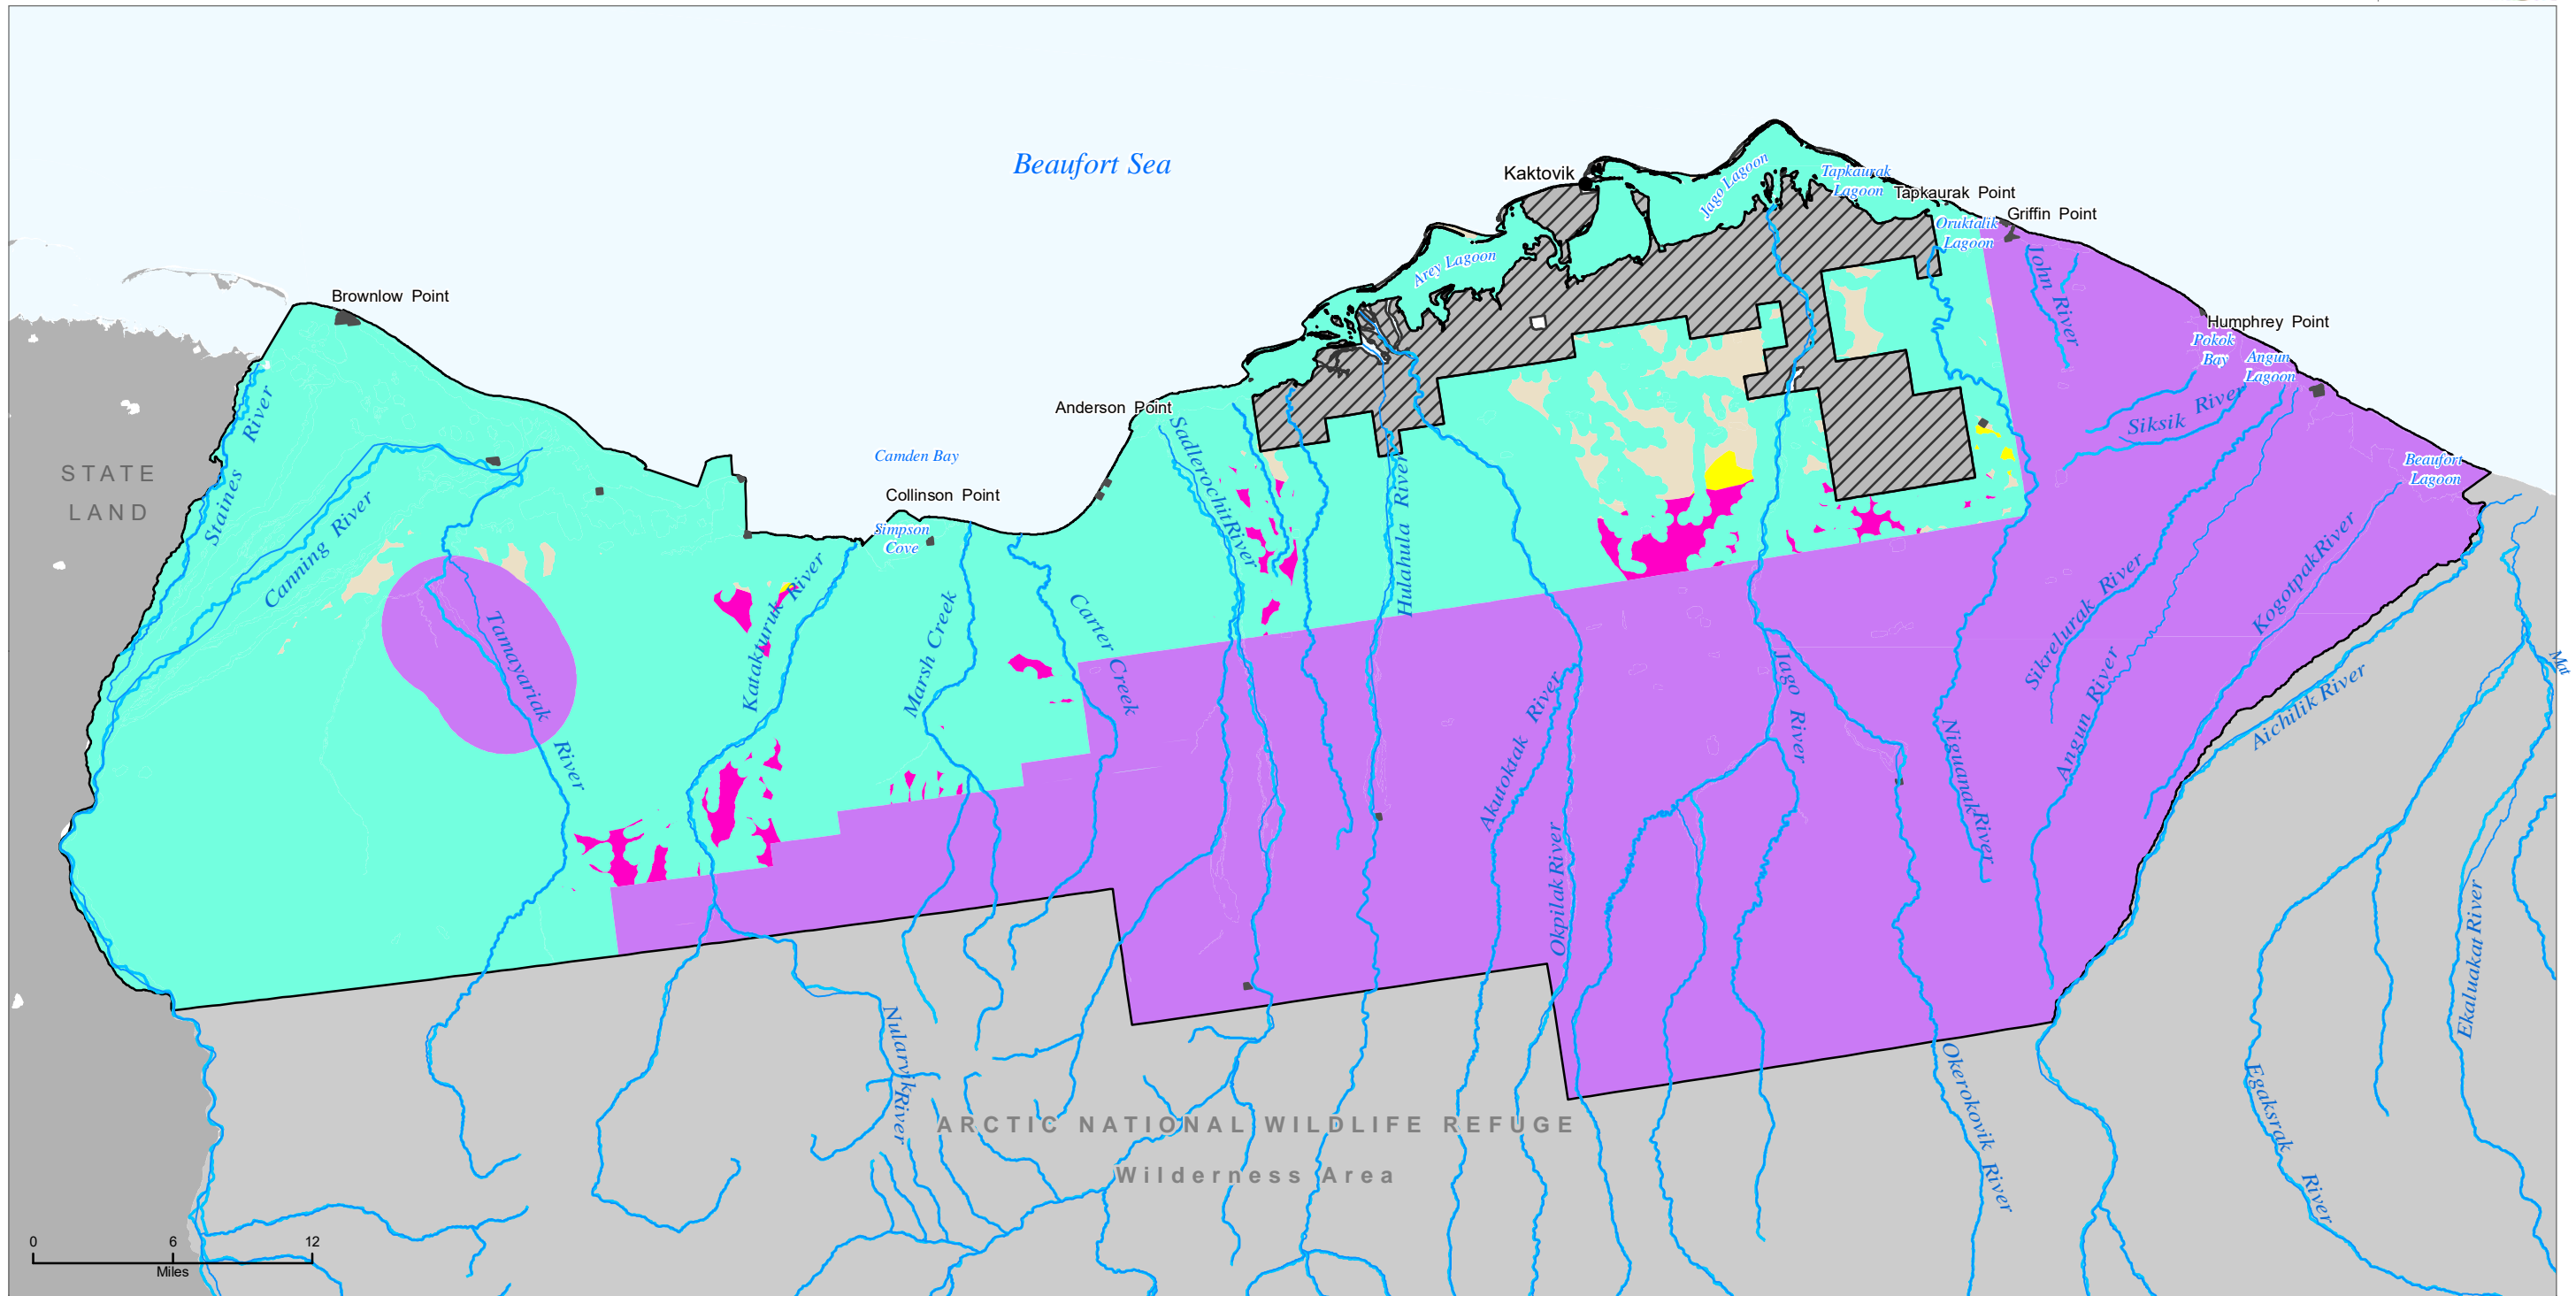 Beaufort Sea
Kaktovik
Jago Lagoon
Tapkaurak
Lagoon
Tapkaurak Point
Griffin Point
Oruktalik
Lagoon
Arey Lagoon
John River
Brownlow Point
Humphrey Point
Pokok
Bay
Angun
Lagoon
Anderson Point
Siksik River
Camden Bay
Collinson Point
Simpson
Cove
Beaufort
Lagoon
STATE
LAND
Staines River
Canning River
Tamayariak River
Katakturuk River
Marsh Creek
Carter Creek
Sadlerochit River
Hulahula River
Akutoktak River
Okpilak River
Jago River
Niguanak River
Sikrelurak River
Angun River
Kogotpak River
Aichilik River
Mat
Nularvik River
Okerokovik River
Egaksrak River
Ekaluakat River
ARCTIC NATIONAL WILDLIFE REFUGE
Wilderness Area
0 6 12
Miles